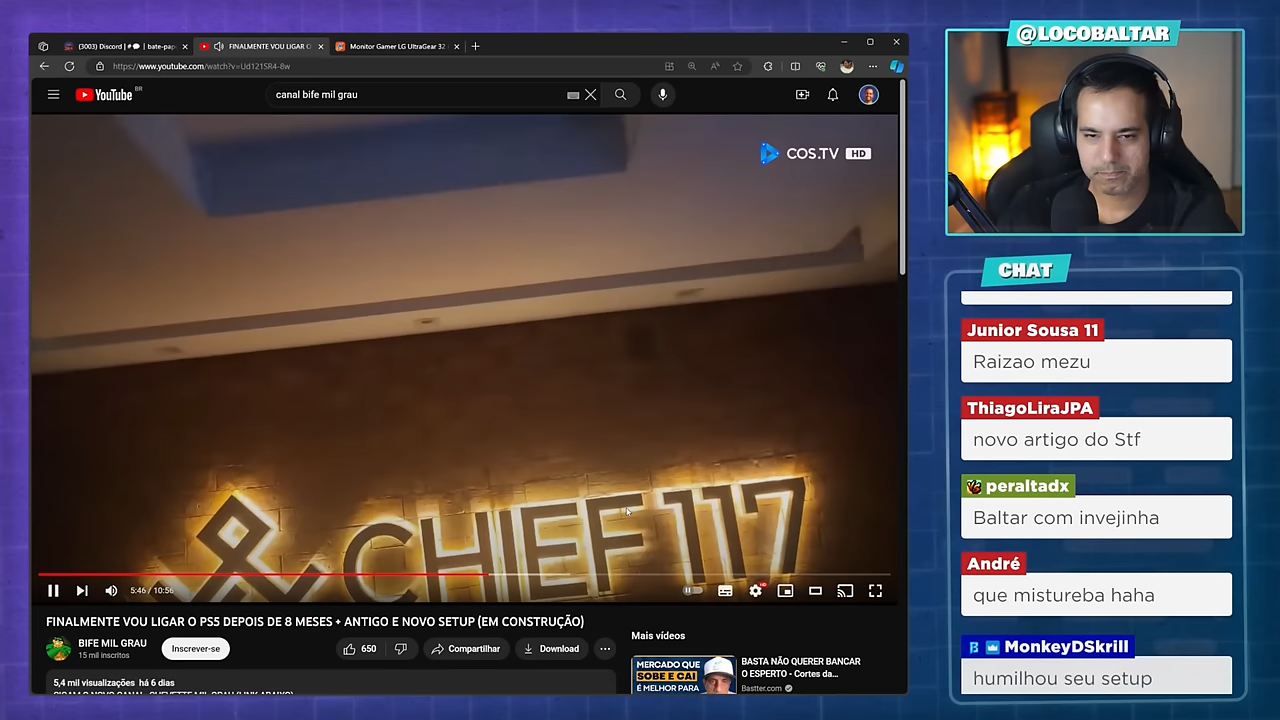 (3003) Discord | # | bate-pap
FINALMENTE VOU LIGAR O
Monitor Gamer LG UltraGear 32
https://www.youtube.com/watch?v=Ud121SR4-8w
YouTube BR
canal bife mil grau
COS.TV HD
CHIEF 117
5:46 / 10:56
HD
FINALMENTE VOU LIGAR O PS5 DEPOIS DE 8 MESES + ANTIGO E NOVO SETUP (EM CONSTRUÇÃO)
BIFE MIL GRAU
15 mil inscritos
Inscrever-se
650
Compartilhar
Download
5,4 mil visualizações há 6 dias
Mais vídeos
MERCADO QUE
SOBE E CAI
É MELHOR PARA
BASTA NÃO QUERER BANCAR
O ESPERTO - Cortes da...
Bastter.com
@LOCOBALTAR
CHAT
Junior Sousa 11
Raizao mezu
ThiagoLiraJPA
novo artigo do Stf
peraltadx
Baltar com invejinha
André
que mistureba haha
MonkeyDSkrill
humilhou seu setup